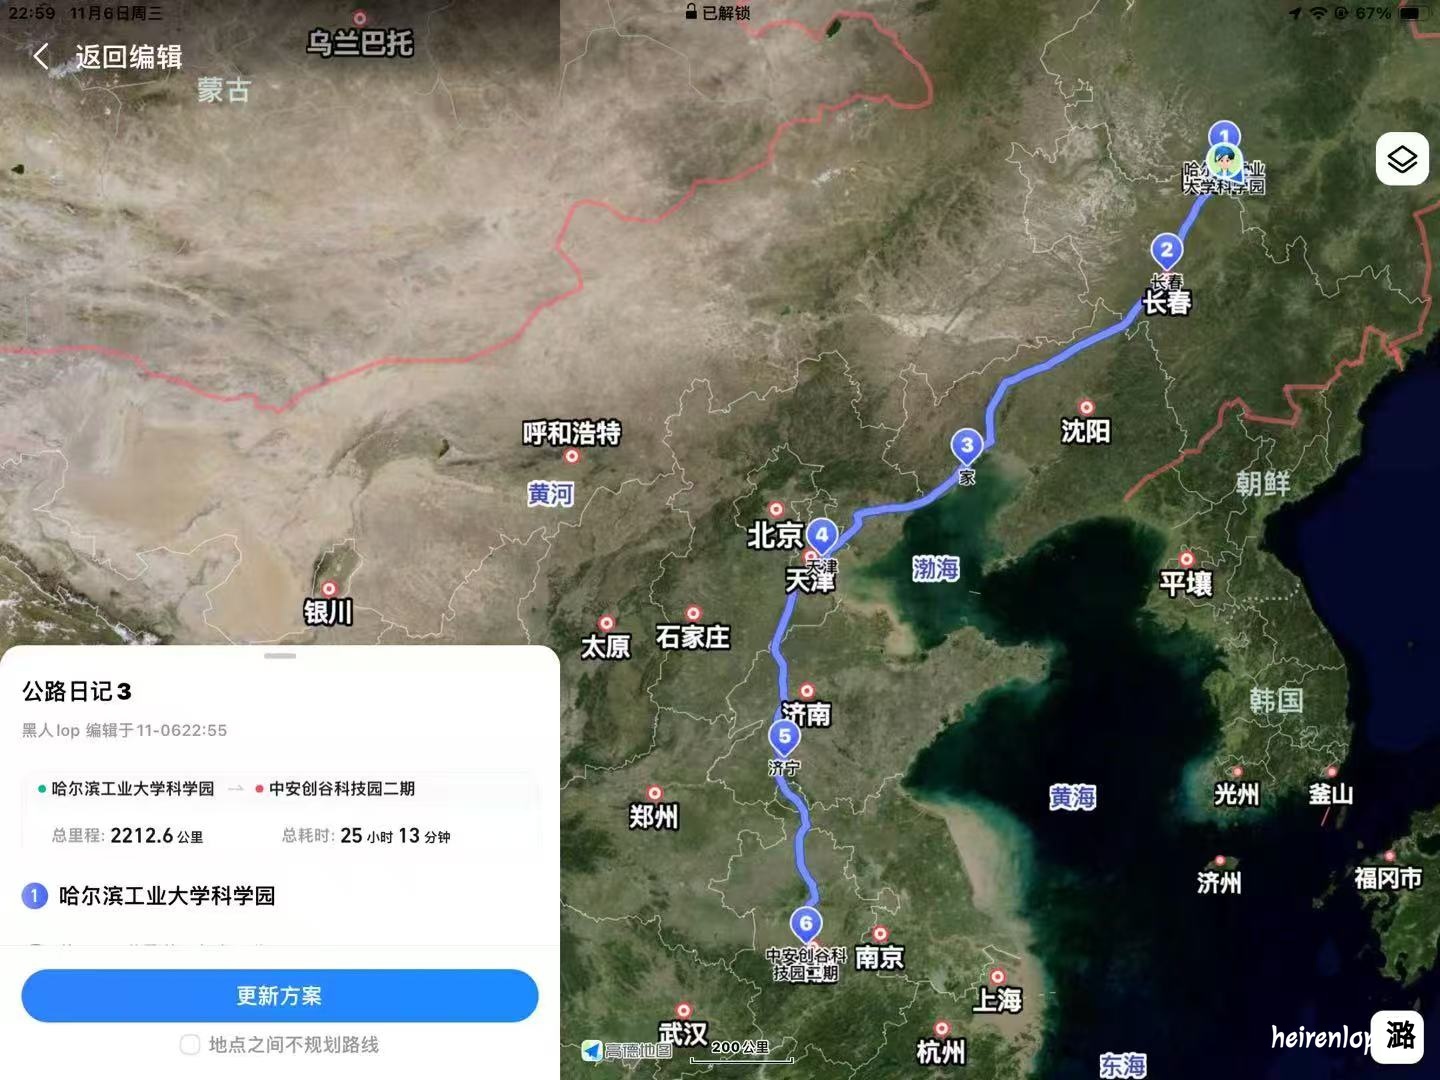 22:59 11月6日周三
已解锁
67%
返回编辑
乌兰巴托
蒙古
1
大学科学园
2
长春
长春
呼和浩特
黄河
沈阳
3
家
朝鲜
北京
4
天津
天津
渤海
平壤
银川
太原
石家庄
济南
韩国
5
济宁
郑州
黄海
光州
釜山
济州
福冈市
6
中安创谷科
技园二期
南京
上海
武汉
杭州
东海
高德地图
200公里
heirenlop
潞
公路日记3
黑人lop 编辑于11-0622:55
哈尔滨工业大学科学园 → 中安创谷科技园二期
总里程: 2212.6 公里 总耗时: 25 小时 13 分钟
1 哈尔滨工业大学科学园
更新方案
地点之间不规划路线